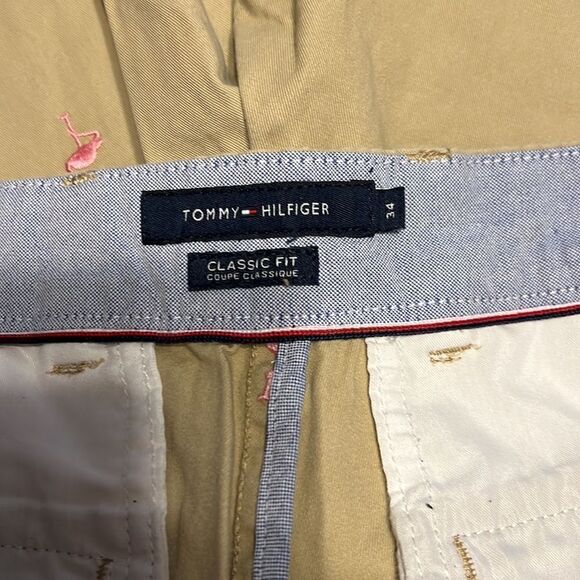 TOMMY HILFIGER
34
CLASSIC FIT
COUPE CLASSIQUE